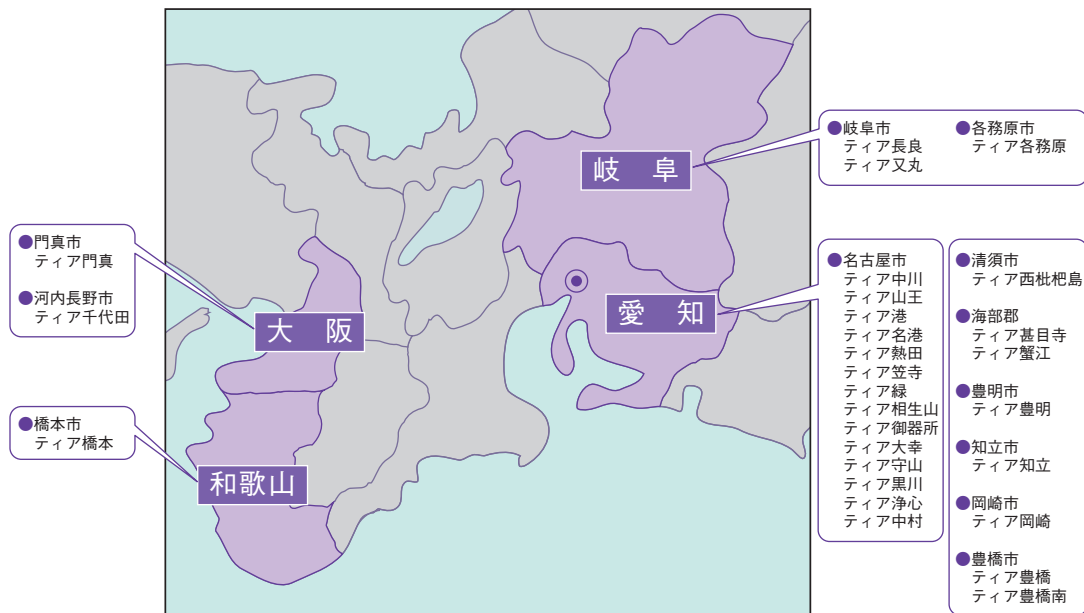 岐阜
愛知
大阪
和歌山
●岐阜市
ティア長良
ティア又丸
●各務原市
ティア各務原
●門真市
ティア門真
●河内長野市
ティア千代田
●橋本市
ティア橋本
●名古屋市
ティア中川
ティア山王
ティア港
ティア名港
ティア熱田
ティア笠寺
ティア緑
ティア相生山
ティア御器所
ティア大幸
ティア守山
ティア黒川
ティア浄心
ティア中村
●清須市
ティア西枇杷島
●海部郡
ティア甚目寺
ティア蟹江
●豊明市
ティア豊明
●知立市
ティア知立
●岡崎市
ティア岡崎
●豊橋市
ティア豊橋
ティア豊橋南